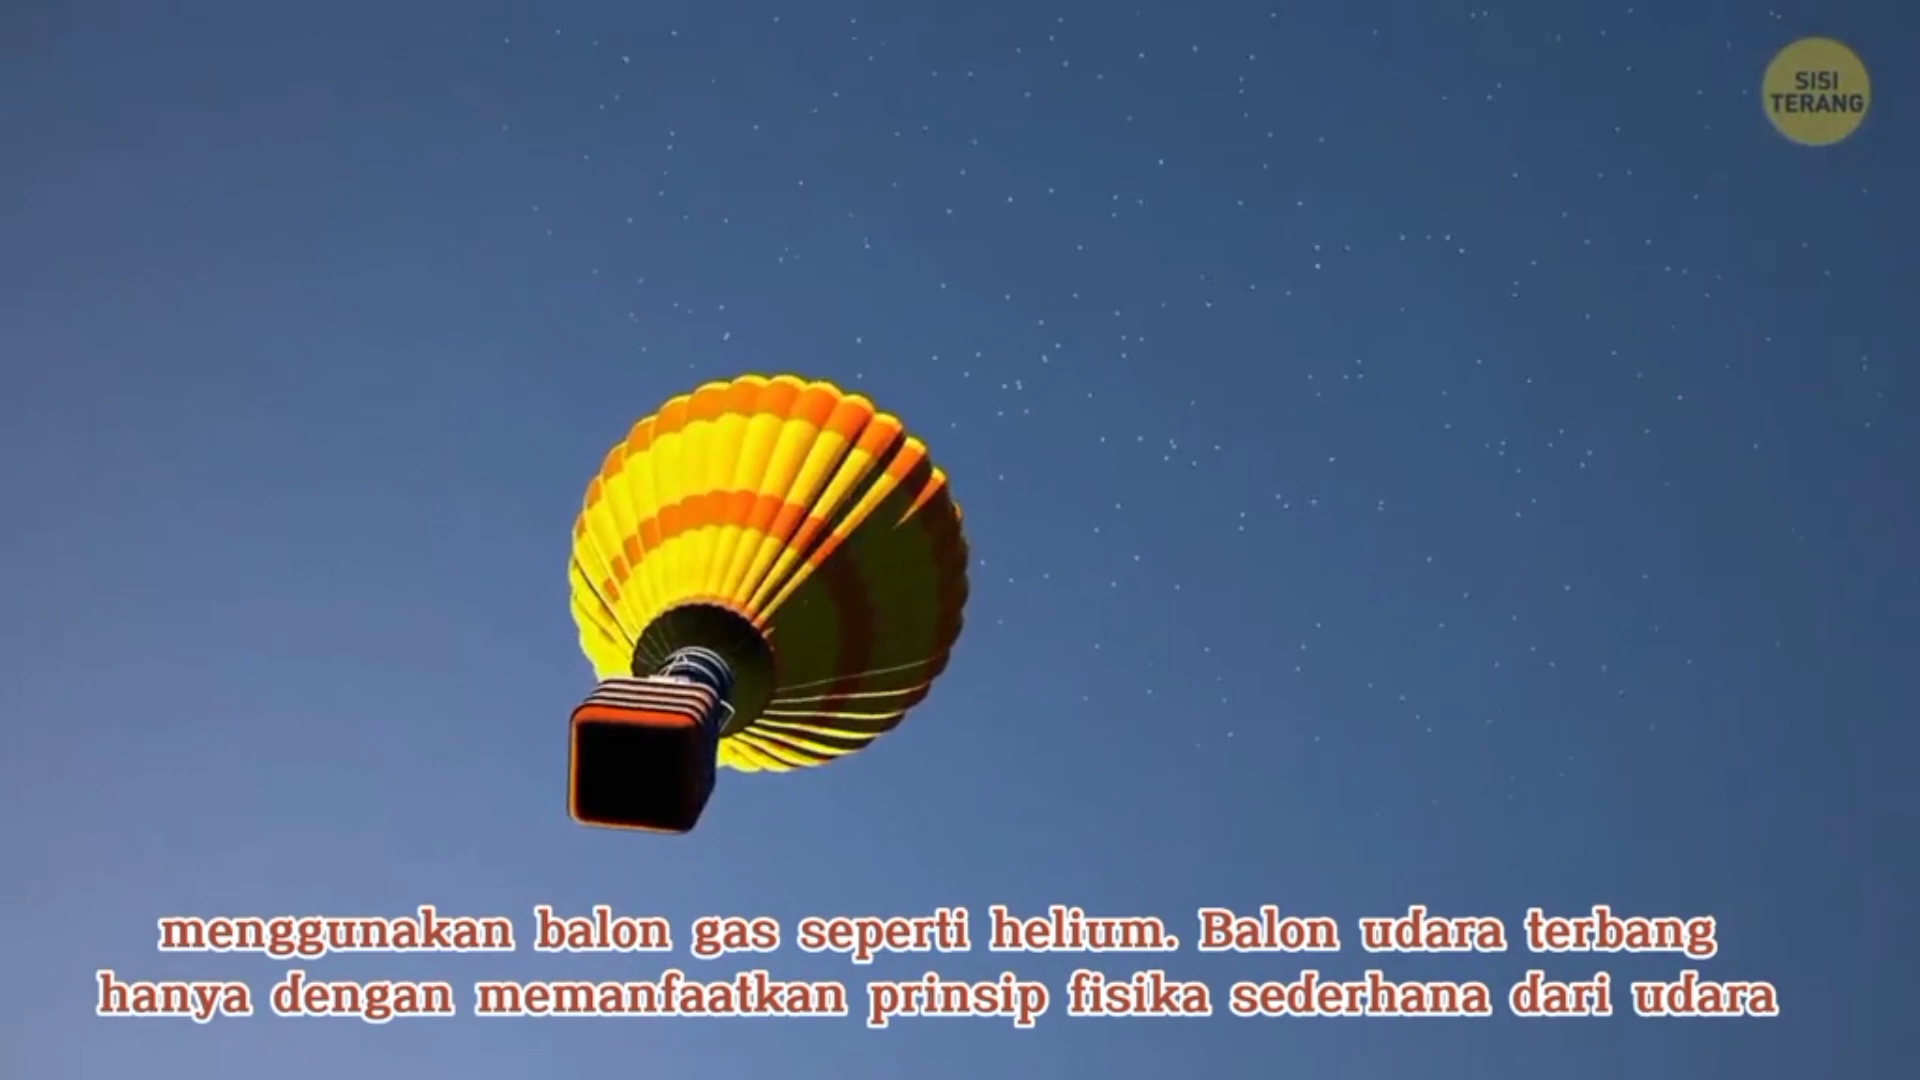 SISI
TERANG
menggunakan balon gas seperti helium. Balon udara terbang
hanya dengan memanfaatkan prinsip fisika sederhana dari udara